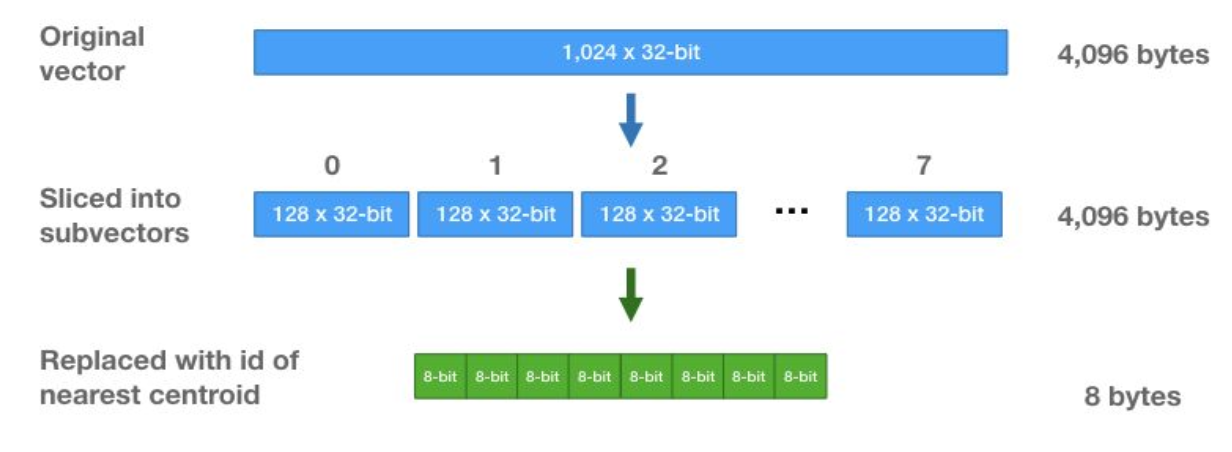 Original
vector
1,024 x 32-bit
4,096 bytes
0 1 2 7
Sliced into
subvectors
128 x 32-bit 128 x 32-bit 128 x 32-bit ... 128 x 32-bit
4,096 bytes
Replaced with id of
nearest centroid
8-bit 8-bit 8-bit 8-bit 8-bit 8-bit 8-bit 8-bit
8 bytes